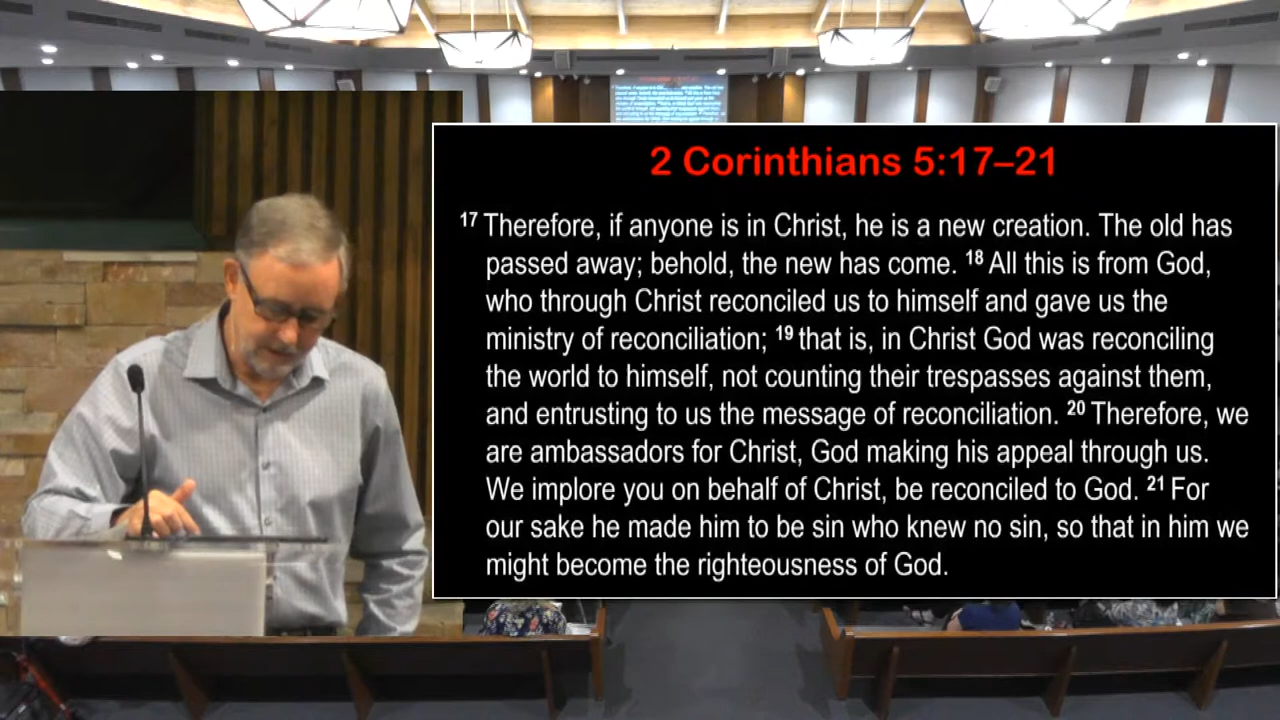 2 Corinthians 5:17–21
17 Therefore, if anyone is in Christ, he is a new creation. The old has
passed away; behold, the new has come. 18 All this is from God,
who through Christ reconciled us to himself and gave us the
ministry of reconciliation; 19 that is, in Christ God was reconciling
the world to himself, not counting their trespasses against them,
and entrusting to us the message of reconciliation. 20 Therefore, we
are ambassadors for Christ, God making his appeal through us.
We implore you on behalf of Christ, be reconciled to God. 21 For
our sake he made him to be sin who knew no sin, so that in him we
might become the righteousness of God.